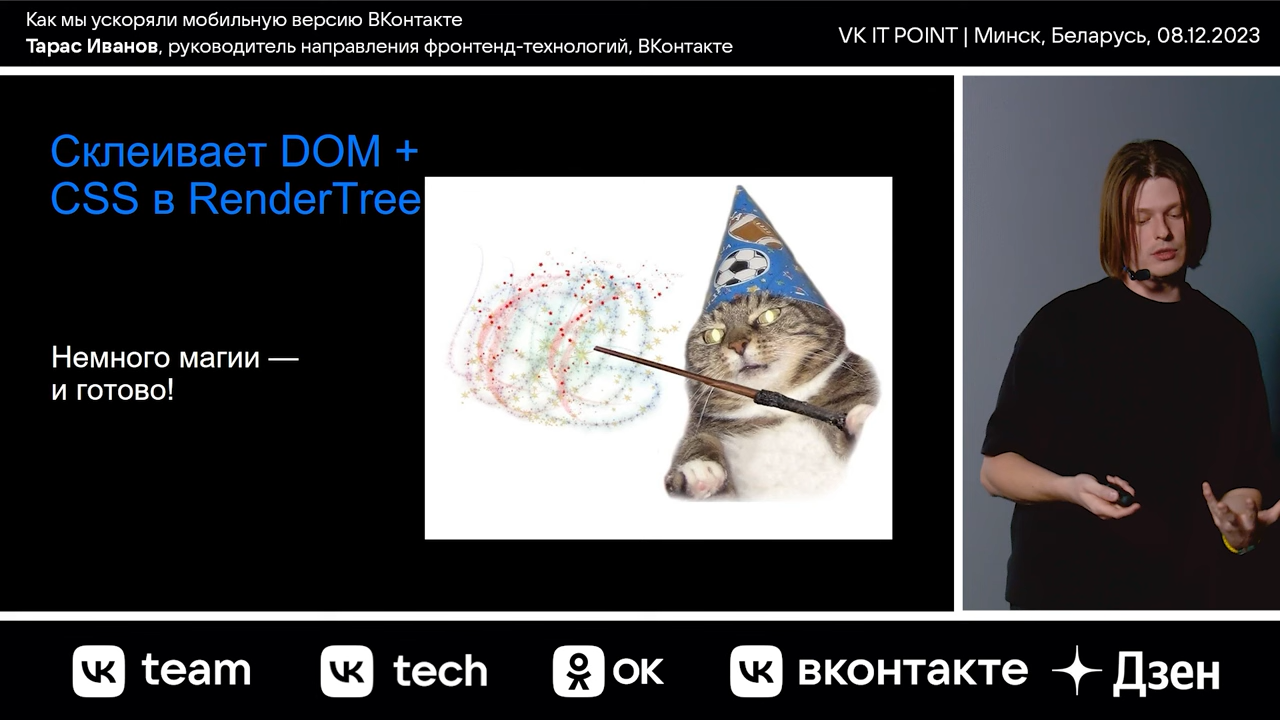 Как мы ускоряли мобильную версию ВКонтакте
Тарас Иванов, руководитель направления фронтенд-технологий, ВКонтакте
VK IT POINT | Минск, Беларусь, 08.12.2023
Склеивает DOM +
CSS в RenderTree
Немного магии —
и готово!
team
tech
ок
вконтакте
Дзен